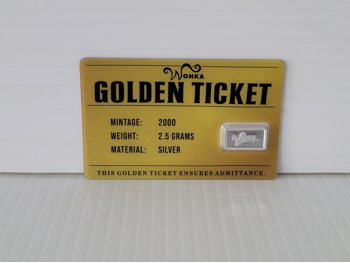 WONKA
GOLDEN TICKET
MINTAGE: 2000
WEIGHT: 2.5 GRAMS
MATERIAL: SILVER
THIS GOLDEN TICKET ENSURES ADMITTANCE.